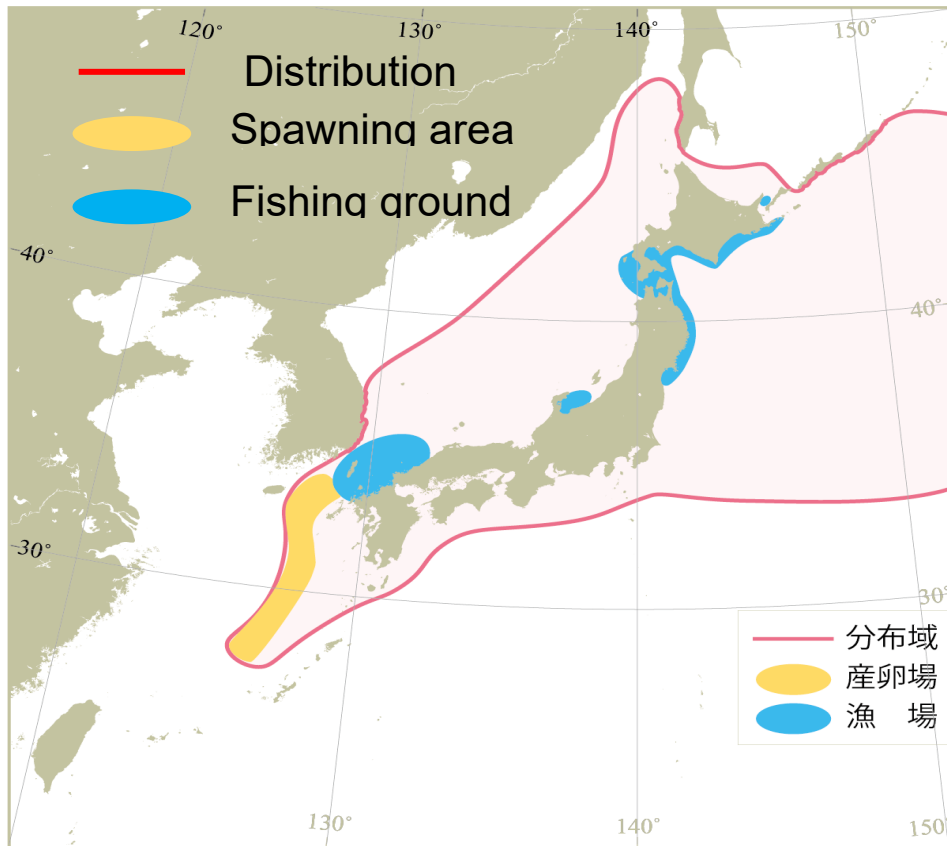 120°
130°
140°
150°
Distribution
Spawning area
Fishing ground
40°
40°
30°
30°
分布域
産卵場
漁 場
130°
140°
150°